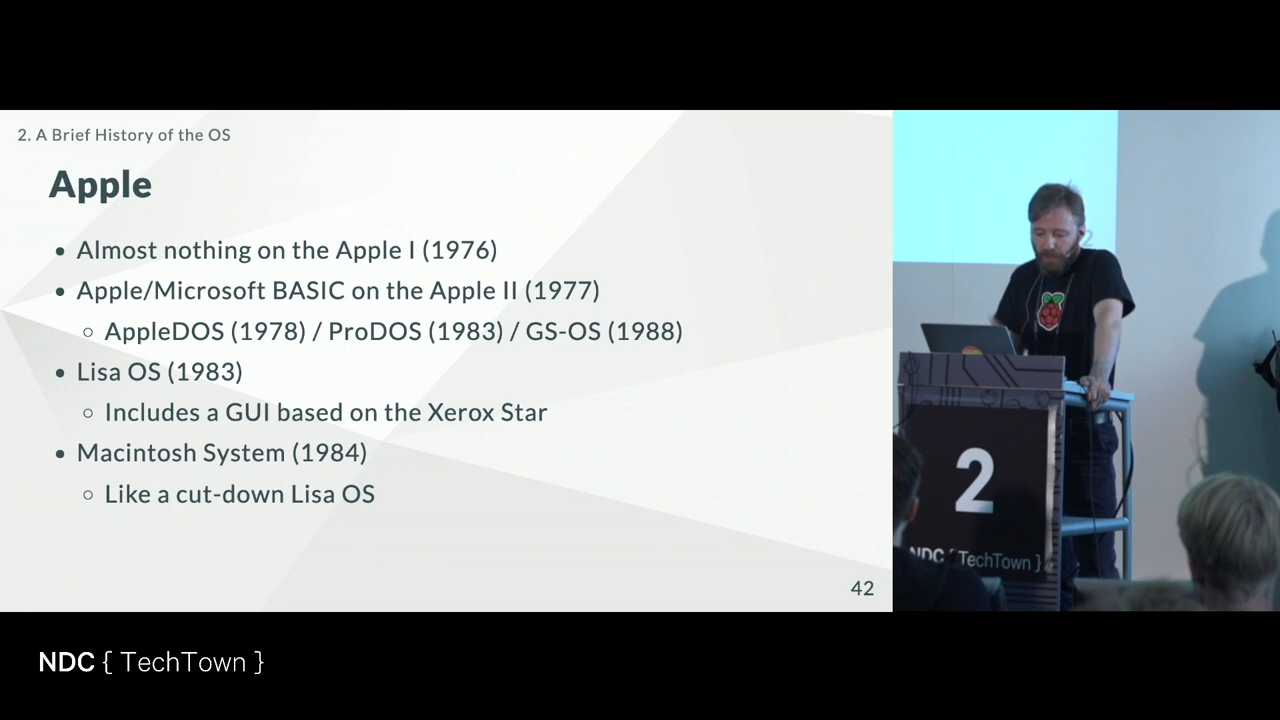 2. A Brief History of the OS
Apple
• Almost nothing on the Apple I (1976)
• Apple/Microsoft BASIC on the Apple II (1977)
◦ AppleDOS (1978) / ProDOS (1983) / GS-OS (1988)
• Lisa OS (1983)
◦ Includes a GUI based on the Xerox Star
• Macintosh System (1984)
◦ Like a cut-down Lisa OS
42
2
NDC { TechTown }
NDC { TechTown }